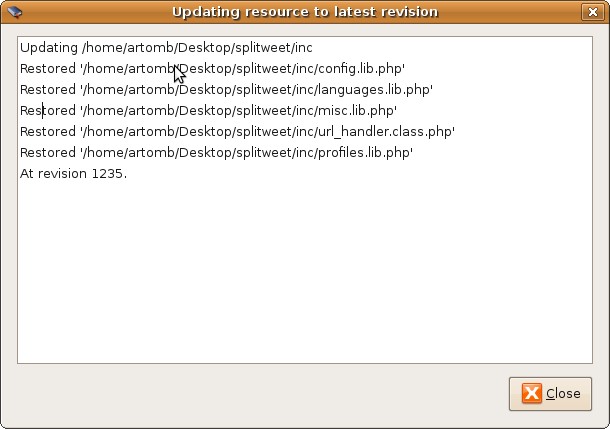 Updating resource to latest revision
Updating /home/artomb/Desktop/splitweet/inc
Restored '/home/artomb/Desktop/splitweet/inc/config.lib.php'
Restored '/home/artomb/Desktop/splitweet/inc/languages.lib.php'
Restored '/home/artomb/Desktop/splitweet/inc/misc.lib.php'
Restored '/home/artomb/Desktop/splitweet/inc/url_handler.class.php'
Restored '/home/artomb/Desktop/splitweet/inc/profiles.lib.php'
At revision 1235.
Close